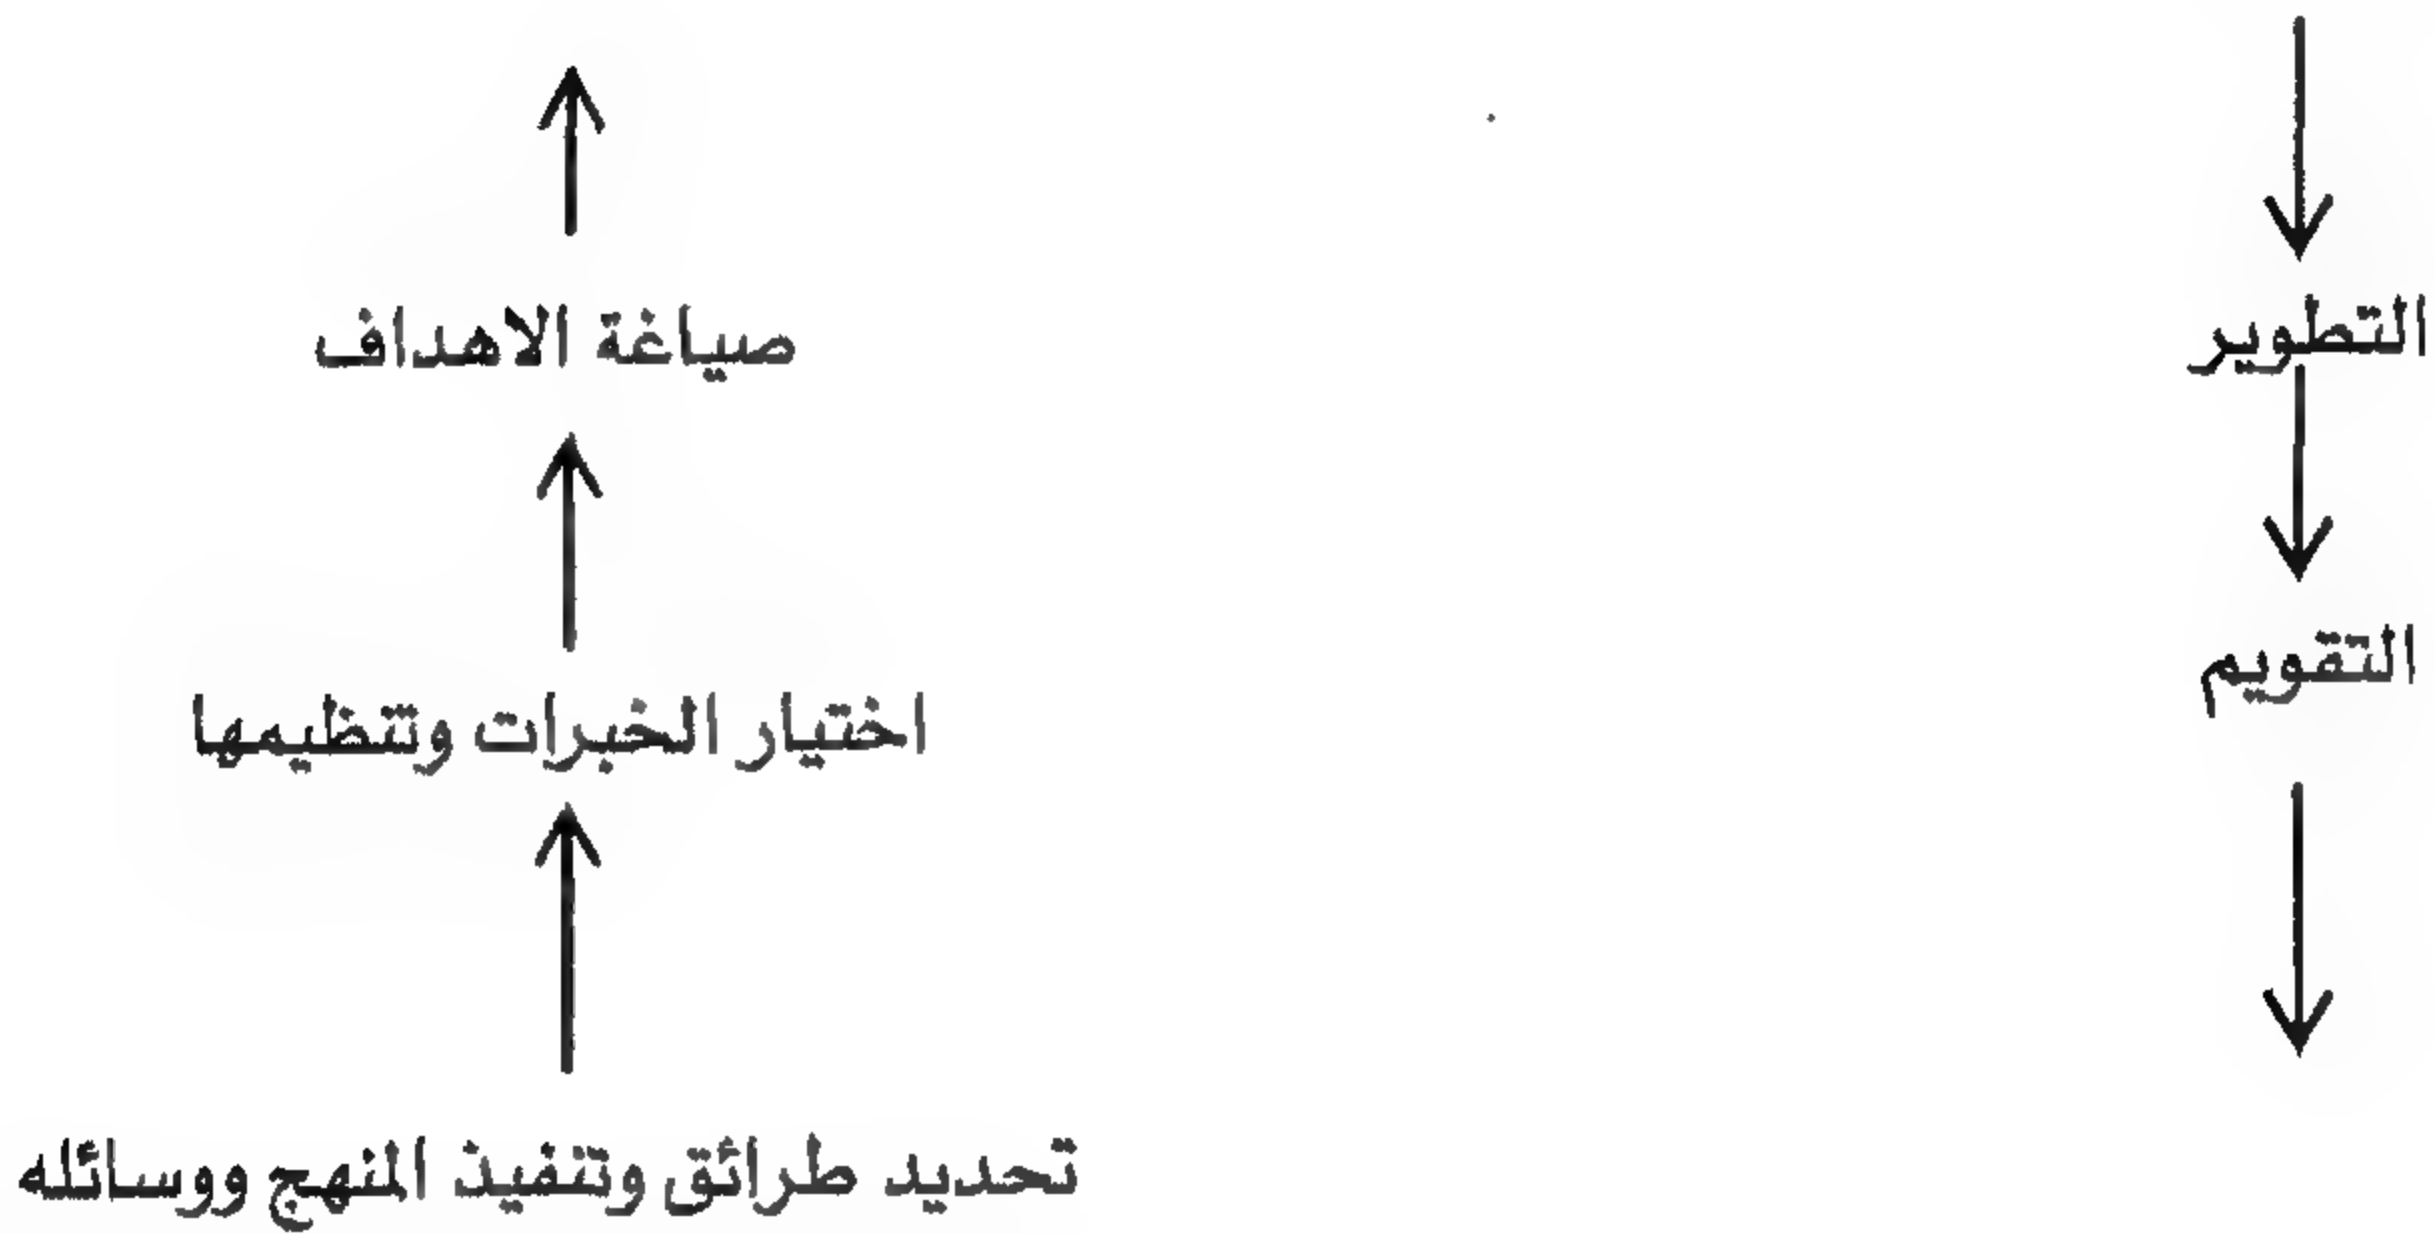 التطوير
صياغة الاهداف
التقويم
اختيار الخبرات وتنظيمها
تحديد طرائق وتنفيذ المنهج ووسائله